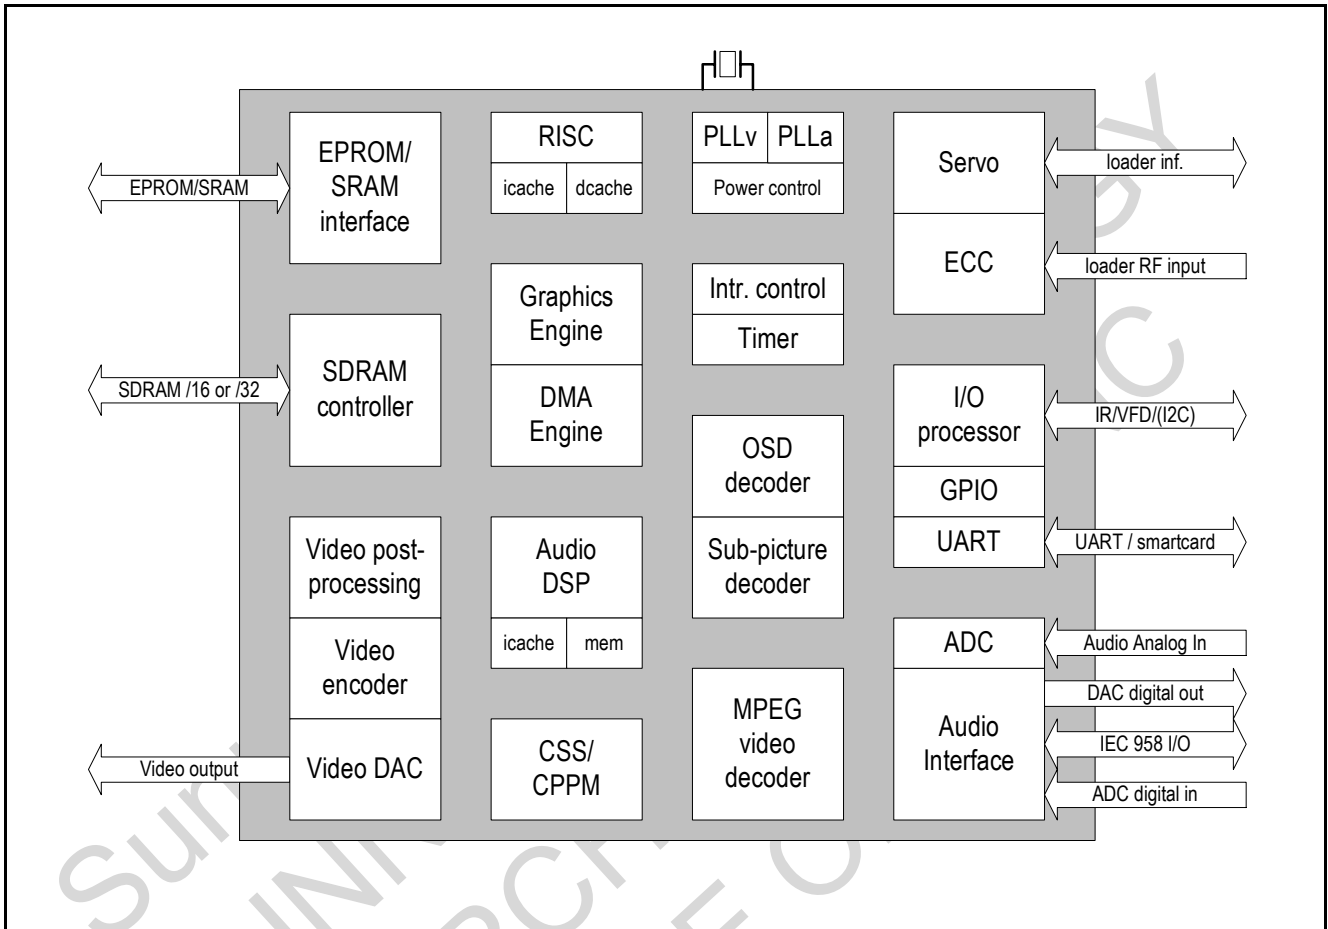 EPROM/SRAM
SDRAM /16 or /32
Video output
EPROM/
SRAM
interface
SDRAM
controller
Video post-
processing
Video
encoder
Video DAC
RISC
icache
dcache
Graphics
Engine
DMA
Engine
Audio
DSP
icache
mem
CSS/
CPPM
PLLv
PLLa
Power control
Intr. control
Timer
OSD
decoder
Sub-picture
decoder
MPEG
video
decoder
Servo
ECC
I/O
processor
GPIO
UART
ADC
Audio
Interface
loader inf.
loader RF input
IR/VFD/(I2C)
UART / smartcard
Audio Analog In
DAC digital out
IEC 958 I/O
ADC digital in